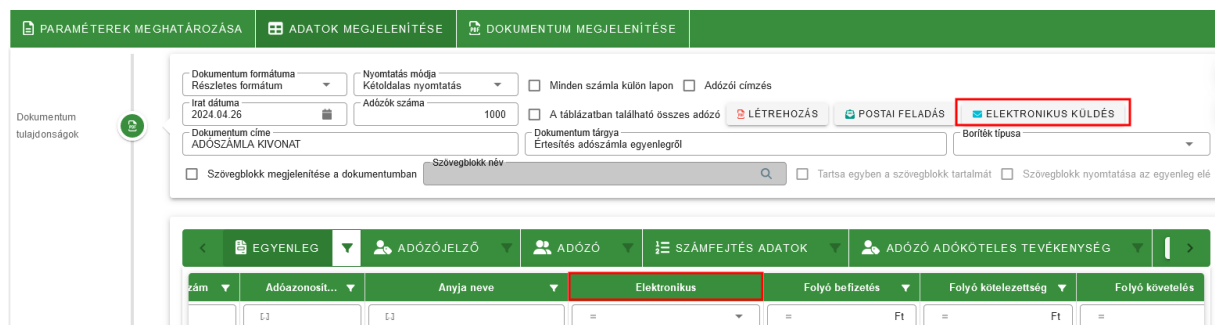 PARAMÉTEREK MEGHATÁROZÁSA ADATOK MEGJELENÍTÉSE DOKUMENTUM MEGJELENÍTÉSE
Dokumentum formátuma Nyomtatás módja
Részletes formátum Kétoldalas nyomtatás Minden számla külön lapon Adózói címzés
Irat dátuma Adózók száma
2024.04.26 1000 A táblázatban található összes adózó LÉTREHOZÁS POSTAI FELADÁS ELEKTRONIKUS KÜLDÉS
Dokumentum tulajdonságok
Dokumentum címe Dokumentum tárgya Boríték típusa
ADÓSZÁMLA KIVONAT Értesítés adószámla egyenlegről
Szövegblokk név
Szövegblokk megjelenítése a dokumentumban Tartsa egyben a szövegblokk tartalmát Szövegblokk nyomtatása az egyenleg elé
EGYENLEG ADÓZÓJELZŐ ADÓZÓ SZÁMFEJTÉS ADATOK ADÓZÓ ADÓKÖTELES TEVÉKENYSÉG
zám Adóazonosít... Anyja neve Elektronikus Folyó befizetés Folyó kötelezettség Folyó követelés
= = Ft = Ft =